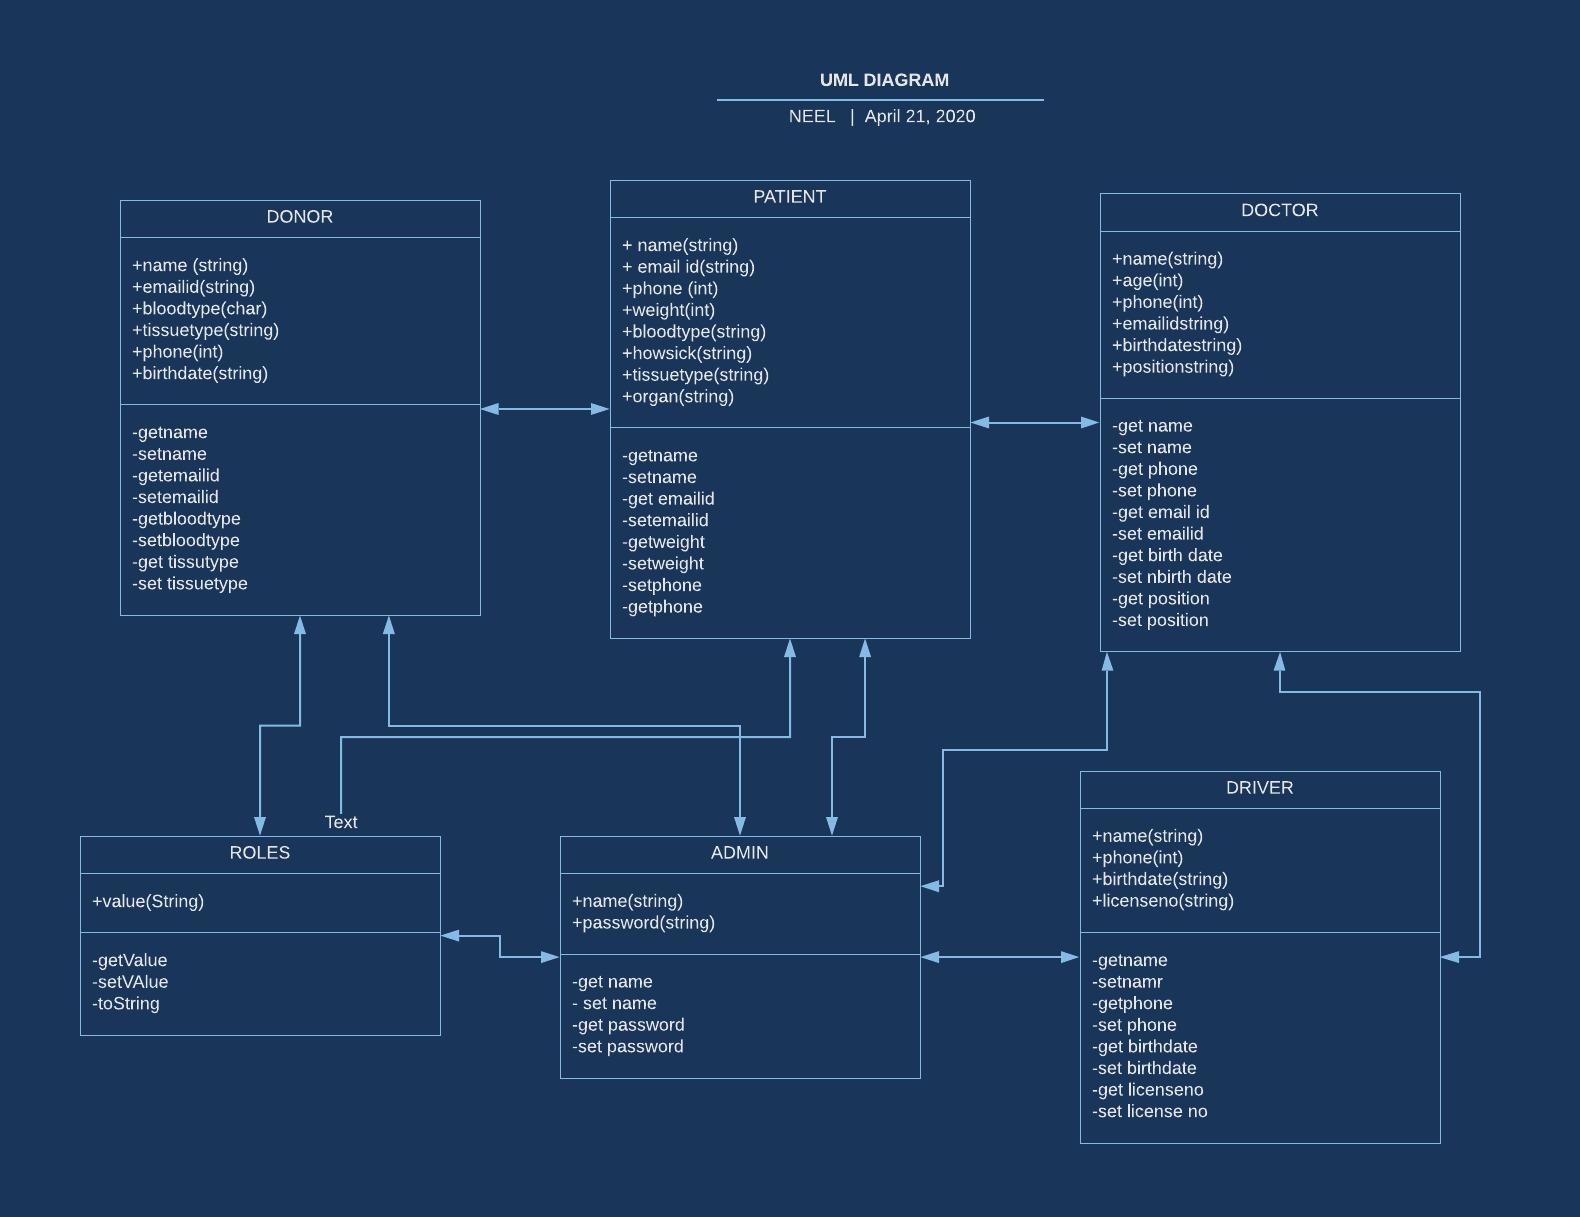 UML DIAGRAM
NEEL | April 21, 2020
DONOR
+name (string)
+emailid(string)
+bloodtype(char)
+tissuetype(string)
+phone(int)
+birthdate(string)
-getname
-setname
-getemailid
-setemailid
-getbloodtype
-setbloodtype
-get tissutype
-set tissuetype
PATIENT
+ name(string)
+ email id(string)
+phone (int)
+weight(int)
+bloodtype(string)
+howsick(string)
+tissuetype(string)
+organ(string)
-getname
-setname
-get emailid
-setemailid
-getweight
-setweight
-setphone
-getphone
DOCTOR
+name(string)
+age(int)
+phone(int)
+emailidstring)
+birthdatestring)
+positionstring)
-get name
-set name
-get phone
-set phone
-get email id
-set emailid
-get birth date
-set nbirth date
-get position
-set position
Text
ROLES
+value(String)
-getValue
-setVAlue
-toString
ADMIN
+name(string)
+password(string)
-get name
- set name
-get password
-set password
DRIVER
+name(string)
+phone(int)
+birthdate(string)
+licenseno(string)
-getname
-setnamr
-getphone
-set phone
-get birthdate
-set birthdate
-get licenseno
-set license no